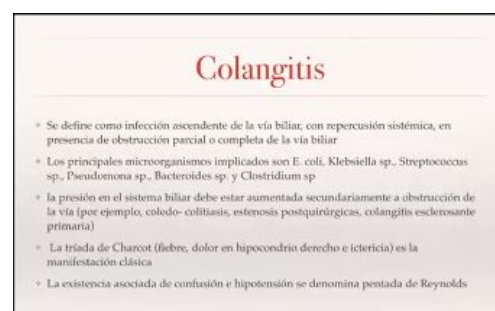 Colangitis
Se define como infección ascendente de la vía biliar, con repercusión sistémica, en
presencia de obstrucción parcial o completa de la vía biliar
Los principales microorganismos implicados son E. coli, Klebsiella sp., Streptococcus
sp., Pseudomona sp., Bacteroides sp. y Clostridium sp
la presión en el sistema biliar debe estar aumentada secundariamente a obstrucción de
la vía (por ejemplo, coledo- colitiasis, estenosis postquirúrgicas, colangitis esclerosante
primaria)
La tríada de Charcot (fiebre, dolor en hipocondrio derecho e ictericia) es la
manifestación clásica
La existencia asociada de confusión e hipotensión se denomina pentada de Reynolds